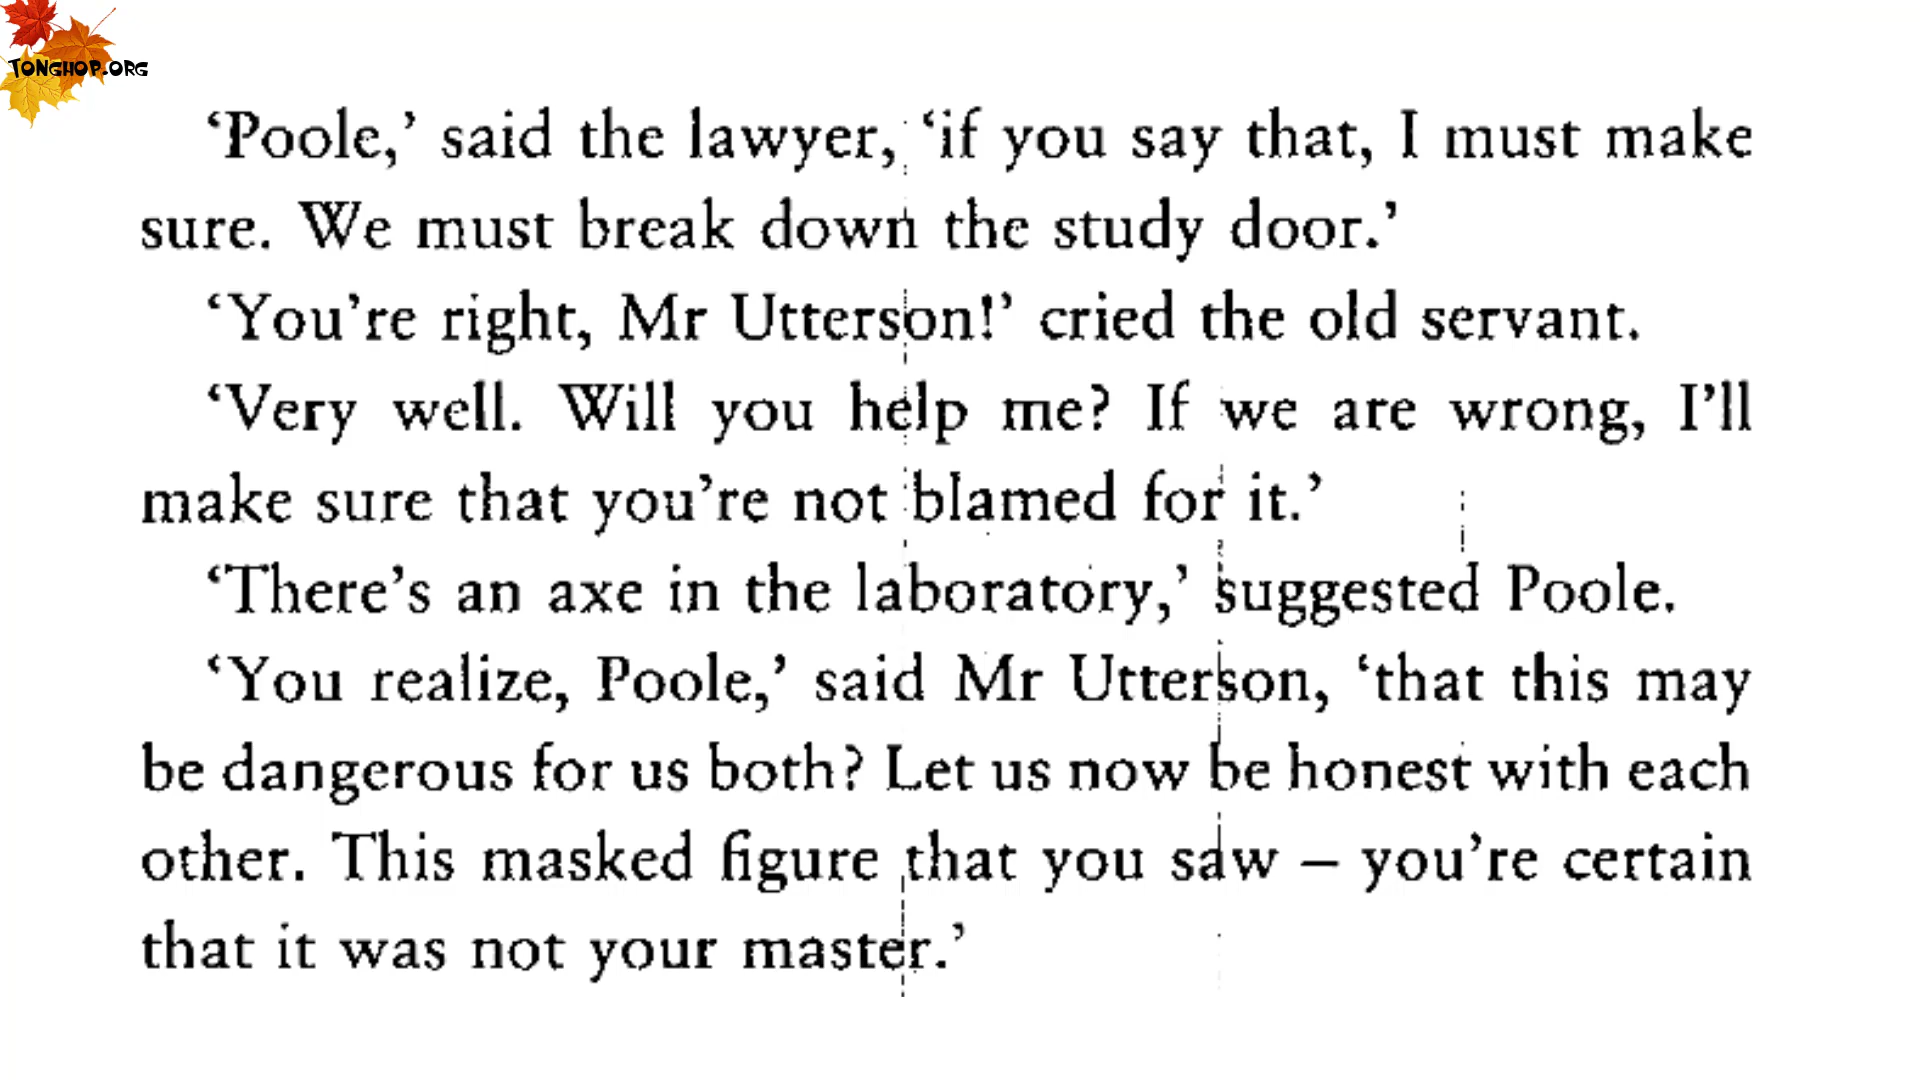 TONGHOP.ORG
‘Poole,’ said the lawyer, ‘if you say that, I must make
sure. We must break down the study door.’
‘You’re right, Mr Utterson!’ cried the old servant.
‘Very well. Will you help me? If we are wrong, I’ll
make sure that you’re not blamed for it.’
‘There’s an axe in the laboratory,’ suggested Poole.
‘You realize, Poole,’ said Mr Utterson, ‘that this may
be dangerous for us both? Let us now be honest with each
other. This masked figure that you saw – you’re certain
that it was not your master.’